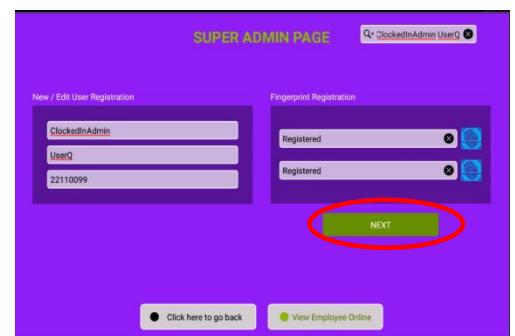 SUPER ADMIN PAGE
ClockedInAdmin UserQ
New / Edit User Registration
Fingerprint Registration
ClockedInAdmin
UserQ
22110099
Registered
Registered
NEXT
Click here to go back
View Employee Online